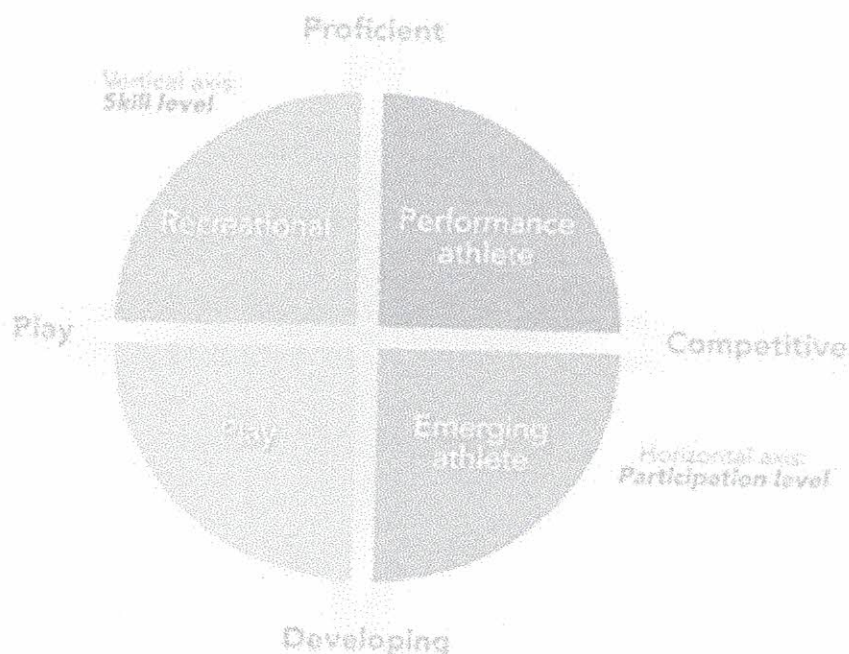 Proficient
Vertical axis:
Skill level
Recreational
Performance
athlete
Play
Competitive
Play
Emerging
athlete
Horizontal axis:
Participation level
Developing